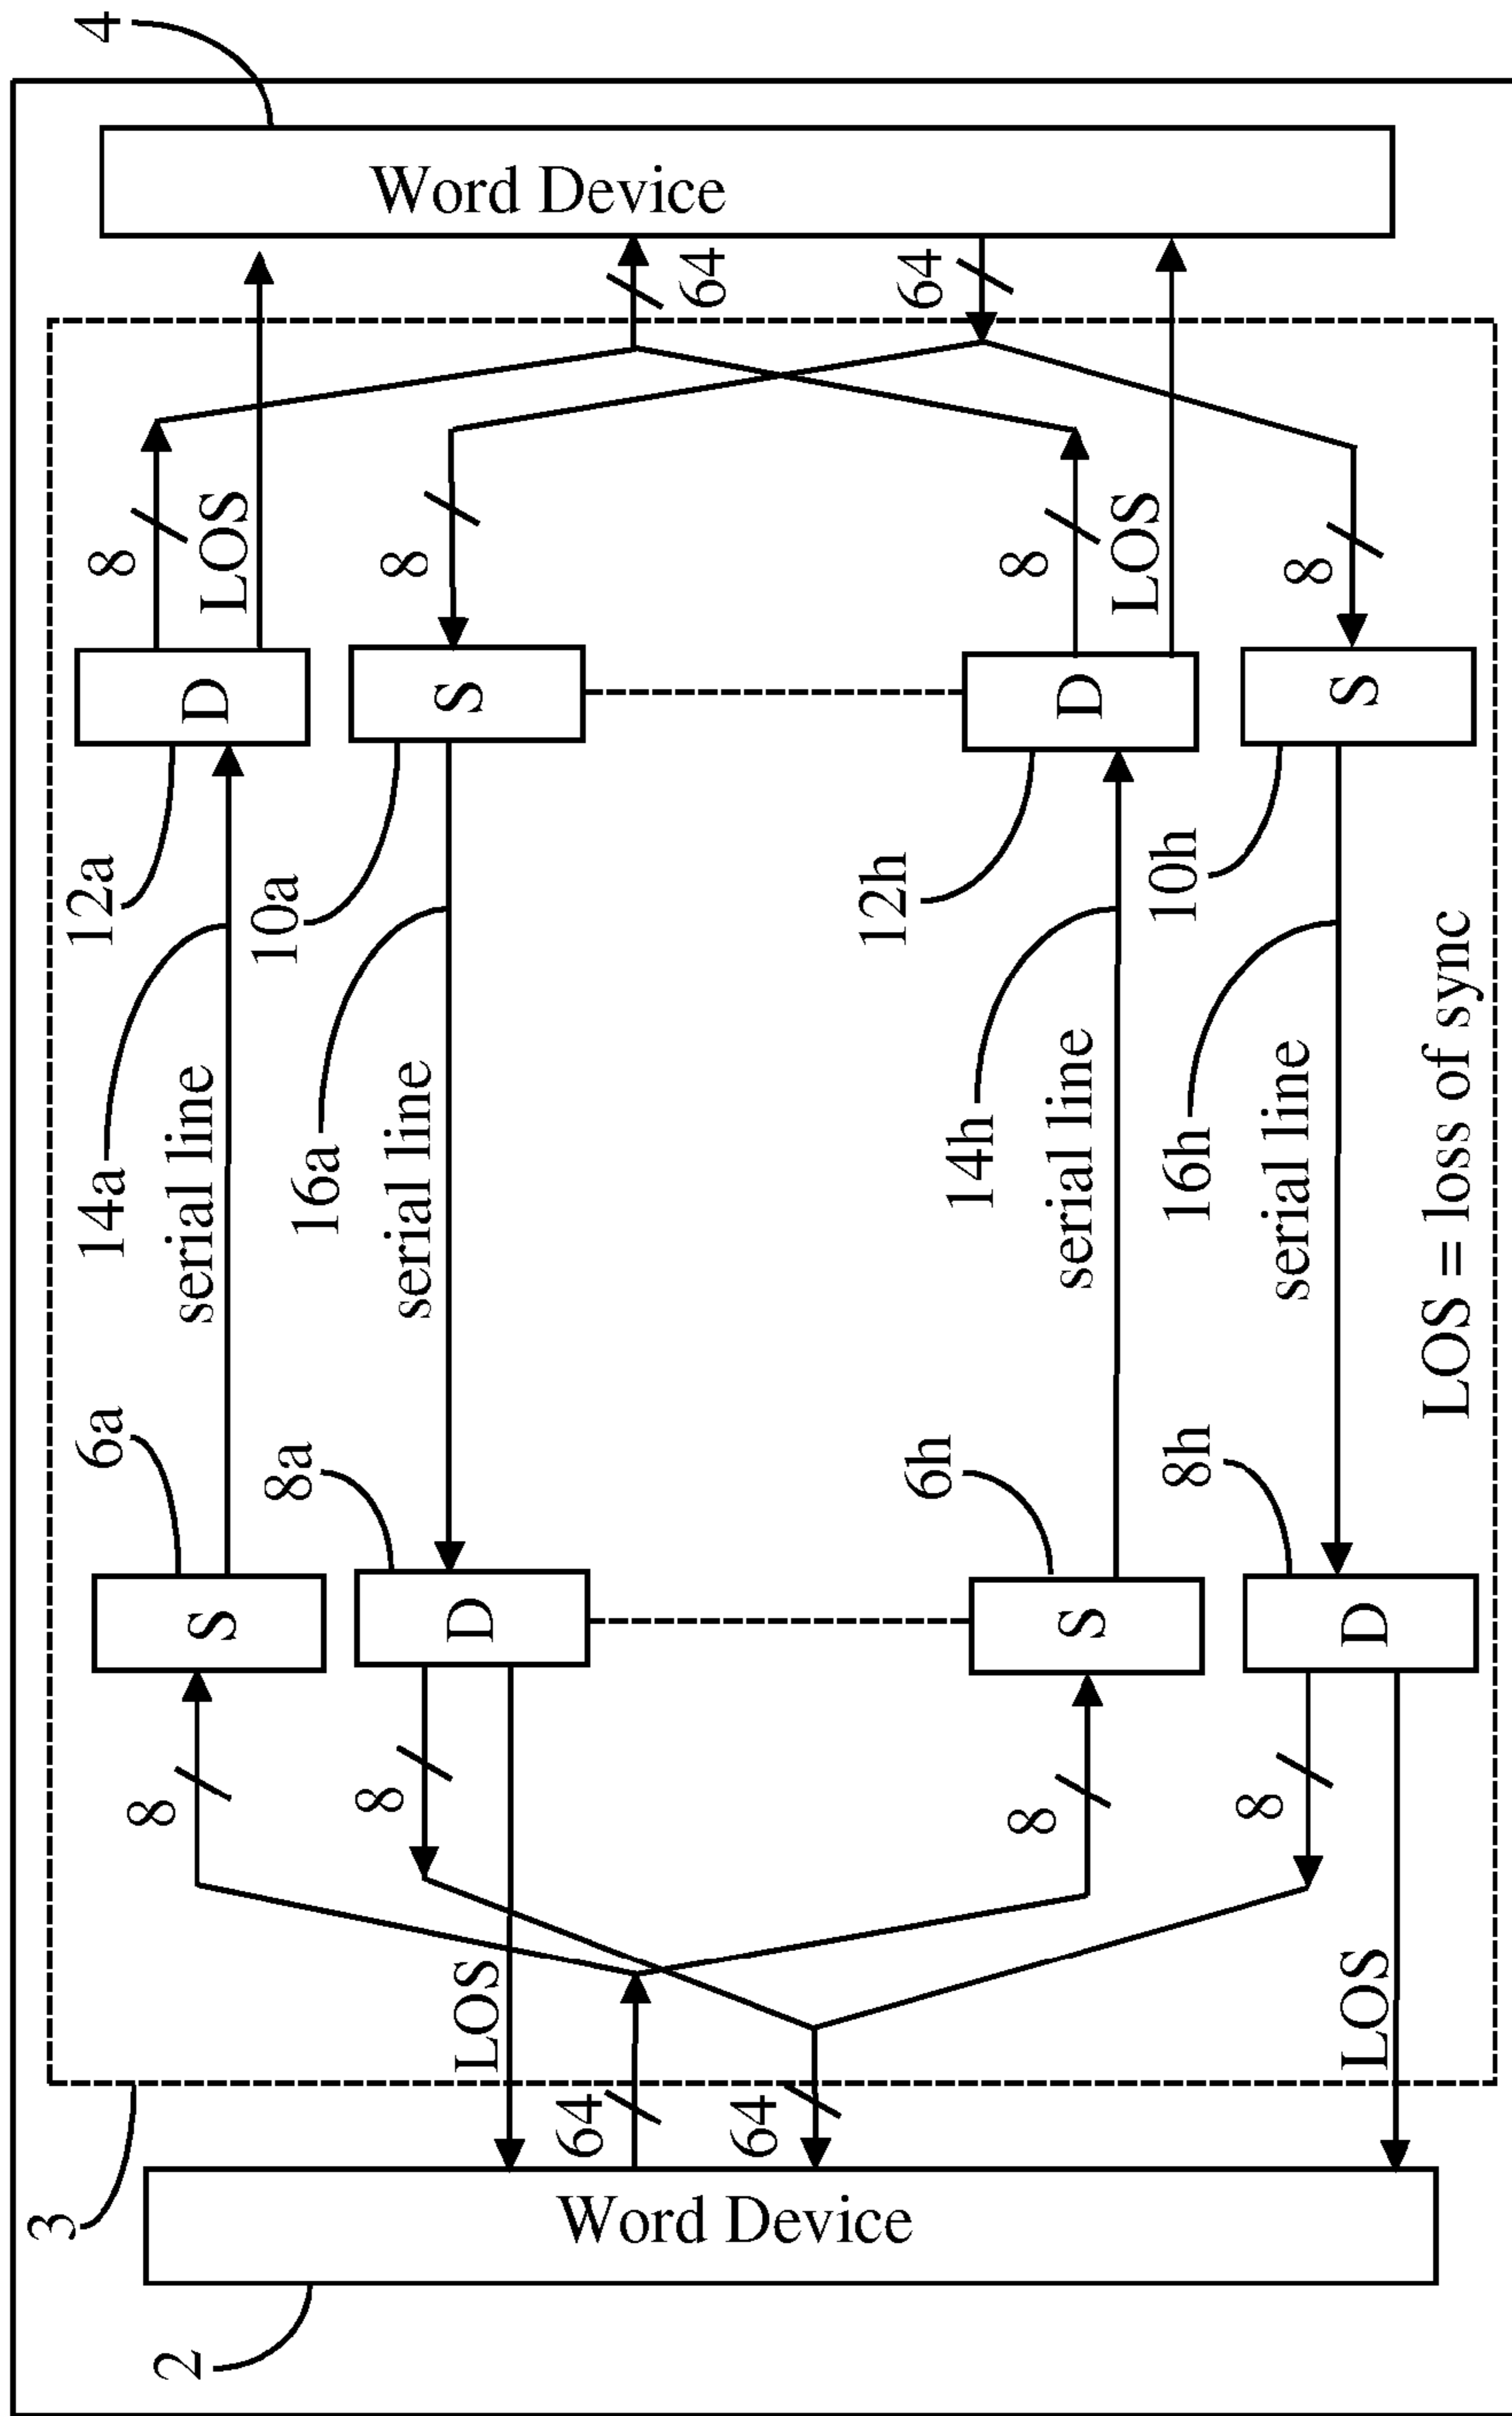 2
3
Word Device
64
64
LOS
LOS
8
S
6a
14a
serial line
12a
D
8
LOS
8
D
8a
16a
serial line
10a
S
8
8
S
6h
14h
serial line
12h
D
8
LOS
8
D
8h
16h
serial line
10h
S
8
64
64
Word Device
4
LOS = loss of sync